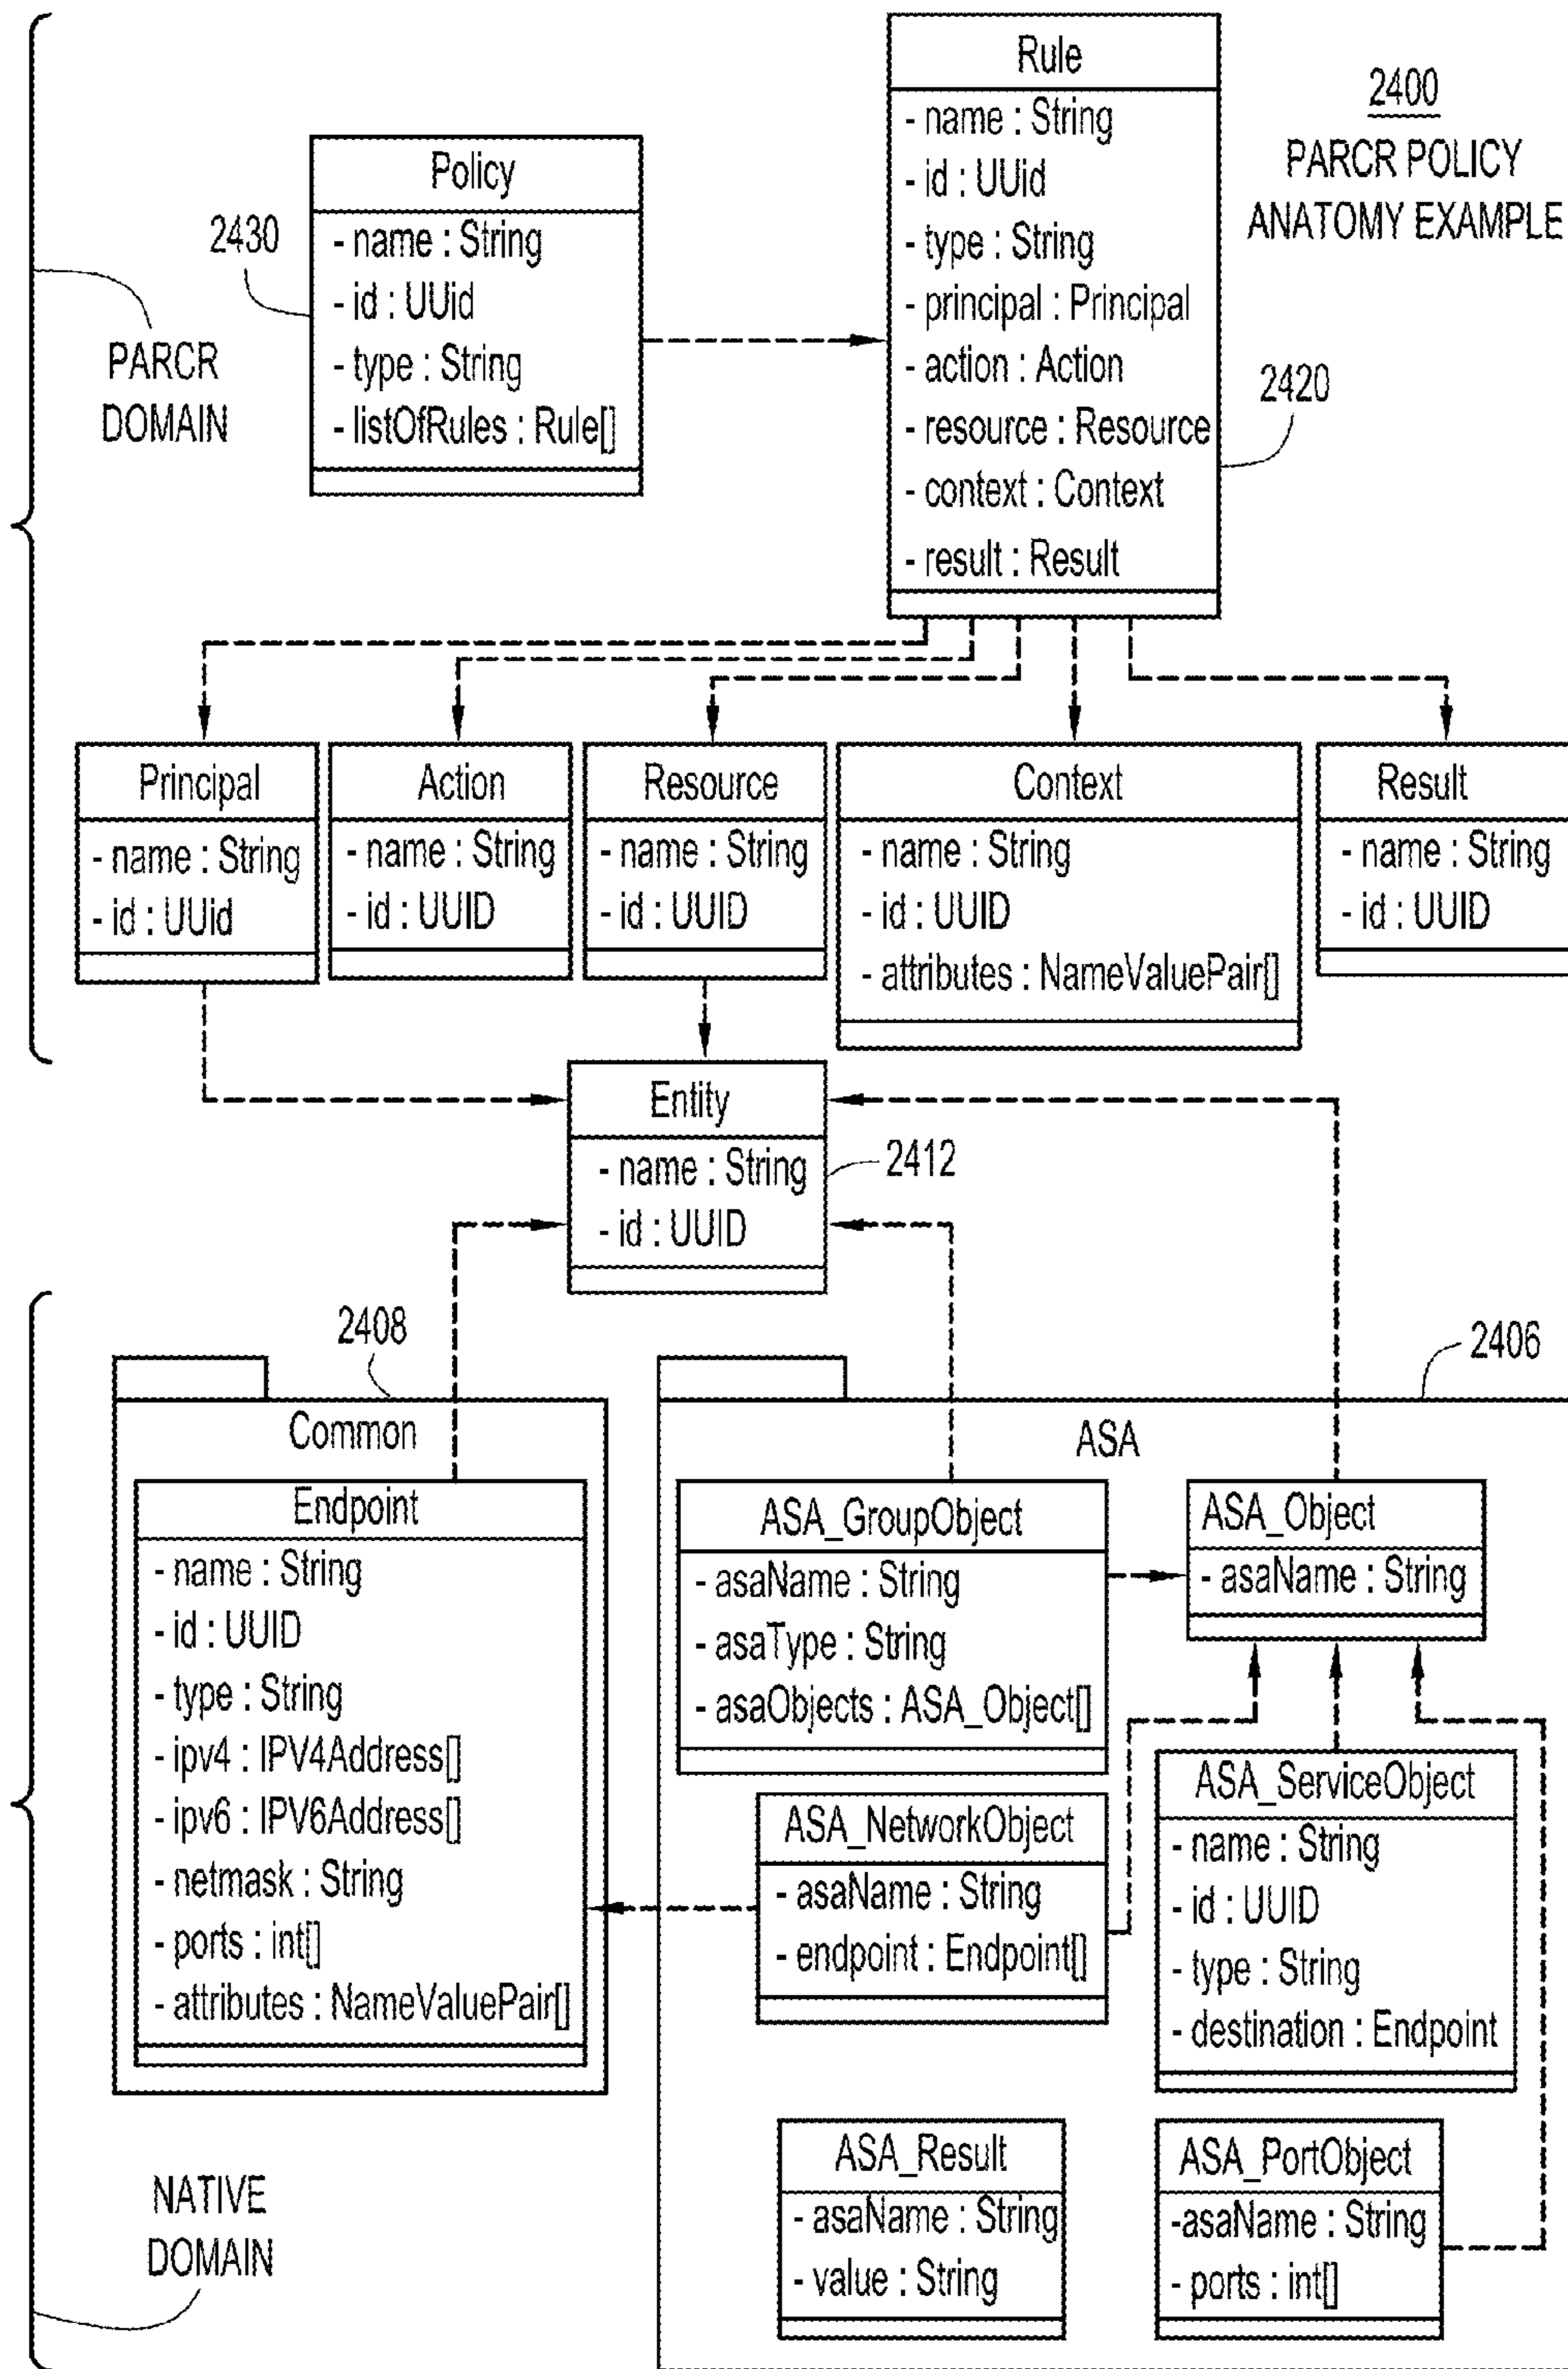 2400
PARCR POLICY
ANATOMY EXAMPLE
PARCR
DOMAIN
2430
Policy
- name : String
- id : UUid
- type : String
- listOfRules : Rule[]
Rule
- name : String
- id : UUid
- type : String
- principal : Principal
- action : Action
- resource : Resource
- context : Context
- result : Result
2420
Principal
- name : String
- id : UUid
Action
- name : String
- id : UUID
Resource
- name : String
- id : UUID
Context
- name : String
- id : UUID
- attributes : NameValuePair[]
Result
- name : String
- id : UUID
Entity
- name : String
- id : UUID
2412
2408
Common
Endpoint
- name : String
- id : UUID
- type : String
- ipv4 : IPV4Address[]
- ipv6 : IPV6Address[]
- netmask : String
- ports : int[]
- attributes : NameValuePair[]
2406
ASA
ASA_GroupObject
- asaName : String
- asaType : String
- asaObjects : ASA_Object[]
ASA_Object
- asaName : String
ASA_NetworkObject
- asaName : String
- endpoint : Endpoint[]
ASA_ServiceObject
- name : String
- id : UUID
- type : String
- destination : Endpoint
ASA_Result
- asaName : String
- value : String
ASA_PortObject
-asaName : String
- ports : int[]
NATIVE
DOMAIN